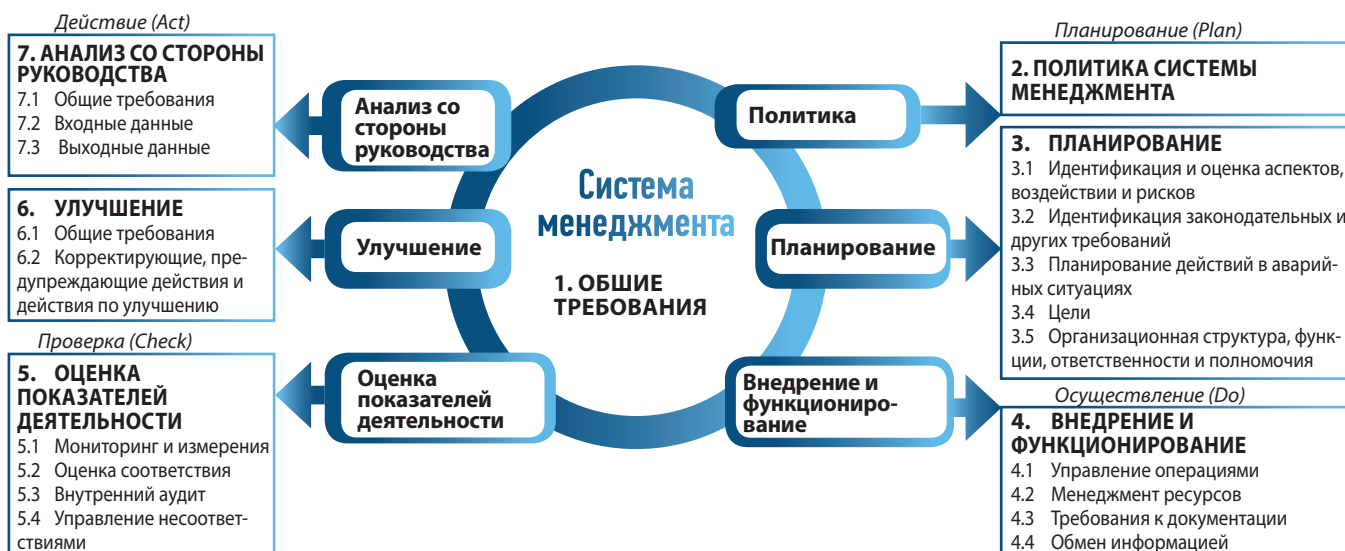 Действие (Act)
7. АНАЛИЗ СО СТОРОНЫ
РУКОВОДСТВА
7.1 Общие требования
7.2 Входные данные
7.3 Выходные данные
6. УЛУЧШЕНИЕ
6.1 Общие требования
6.2 Корректирующие, пре-
дупреждающие действия и
действия по улучшению
Проверка (Check)
5. ОЦЕНКА
ПОКАЗАТЕЛЕЙ
ДЕЯТЕЛЬНОСТИ
5.1 Мониторинг и измерения
5.2 Оценка соответствия
5.3 Внутренний аудит
5.4 Управление несоответ-
ствиями
Анализ со
стороны
руководства
Улучшение
Оценка
показателей
деятельности
Система
менеджмента
1. ОБШИЕ
ТРЕБОВАНИЯ
Политика
Планирование
Внедрение и
функциониро-
вание
Планирование (Plan)
2. ПОЛИТИКА СИСТЕМЫ
МЕНЕДЖМЕНТА
3. ПЛАНИРОВАНИЕ
3.1 Идентификация и оценка аспектов,
воздействии и рисков
3.2 Идентификация законодательных и
других требований
3.3 Планирование действий в аварий-
ных ситуациях
3.4 Цели
3.5 Организационная структура, функ-
ции, ответственности и полномочия
Осуществление (Do)
4. ВНЕДРЕНИЕ И
ФУНКЦИОНИРОВАНИЕ
4.1 Управление операциями
4.2 Менеджмент ресурсов
4.3 Требования к документации
4.4 Обмен информацией